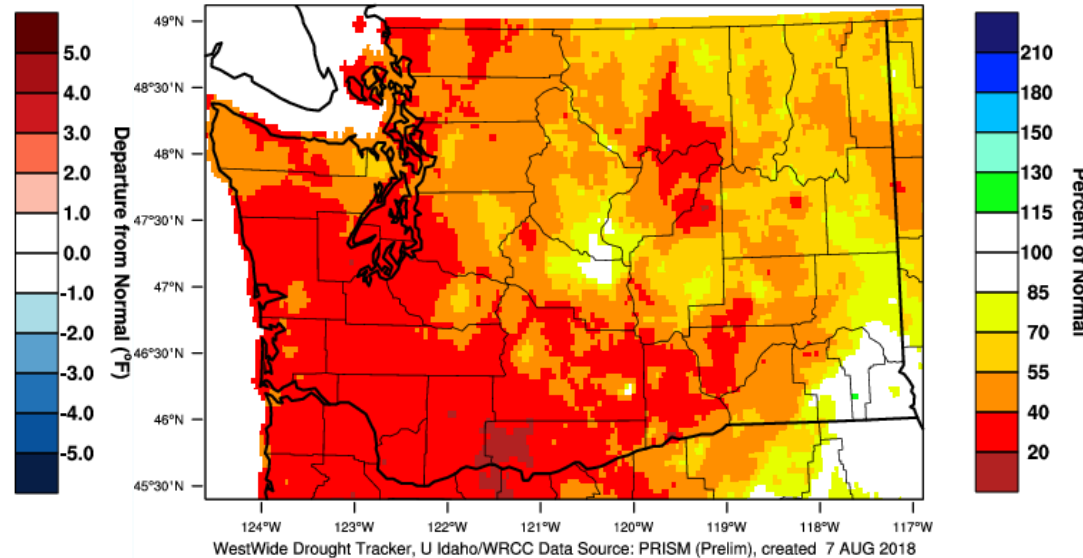 5.0
4.0
3.0
2.0
1.0
0.0
-1.0
-2.0
-3.0
-4.0
-5.0
Departure from Normal (°F)
49°N
48°30'N
48°N
47°30'N
47°N
46°30'N
46°N
45°30'N
124°W
123°W
122°W
121°W
120°W
119°W
118°W
117°W
WestWide Drought Tracker, U Idaho/WRCC Data Source: PRISM (Prelim), created 7 AUG 2018
210
180
150
130
115
100
85
70
55
40
20
Percent of Normal